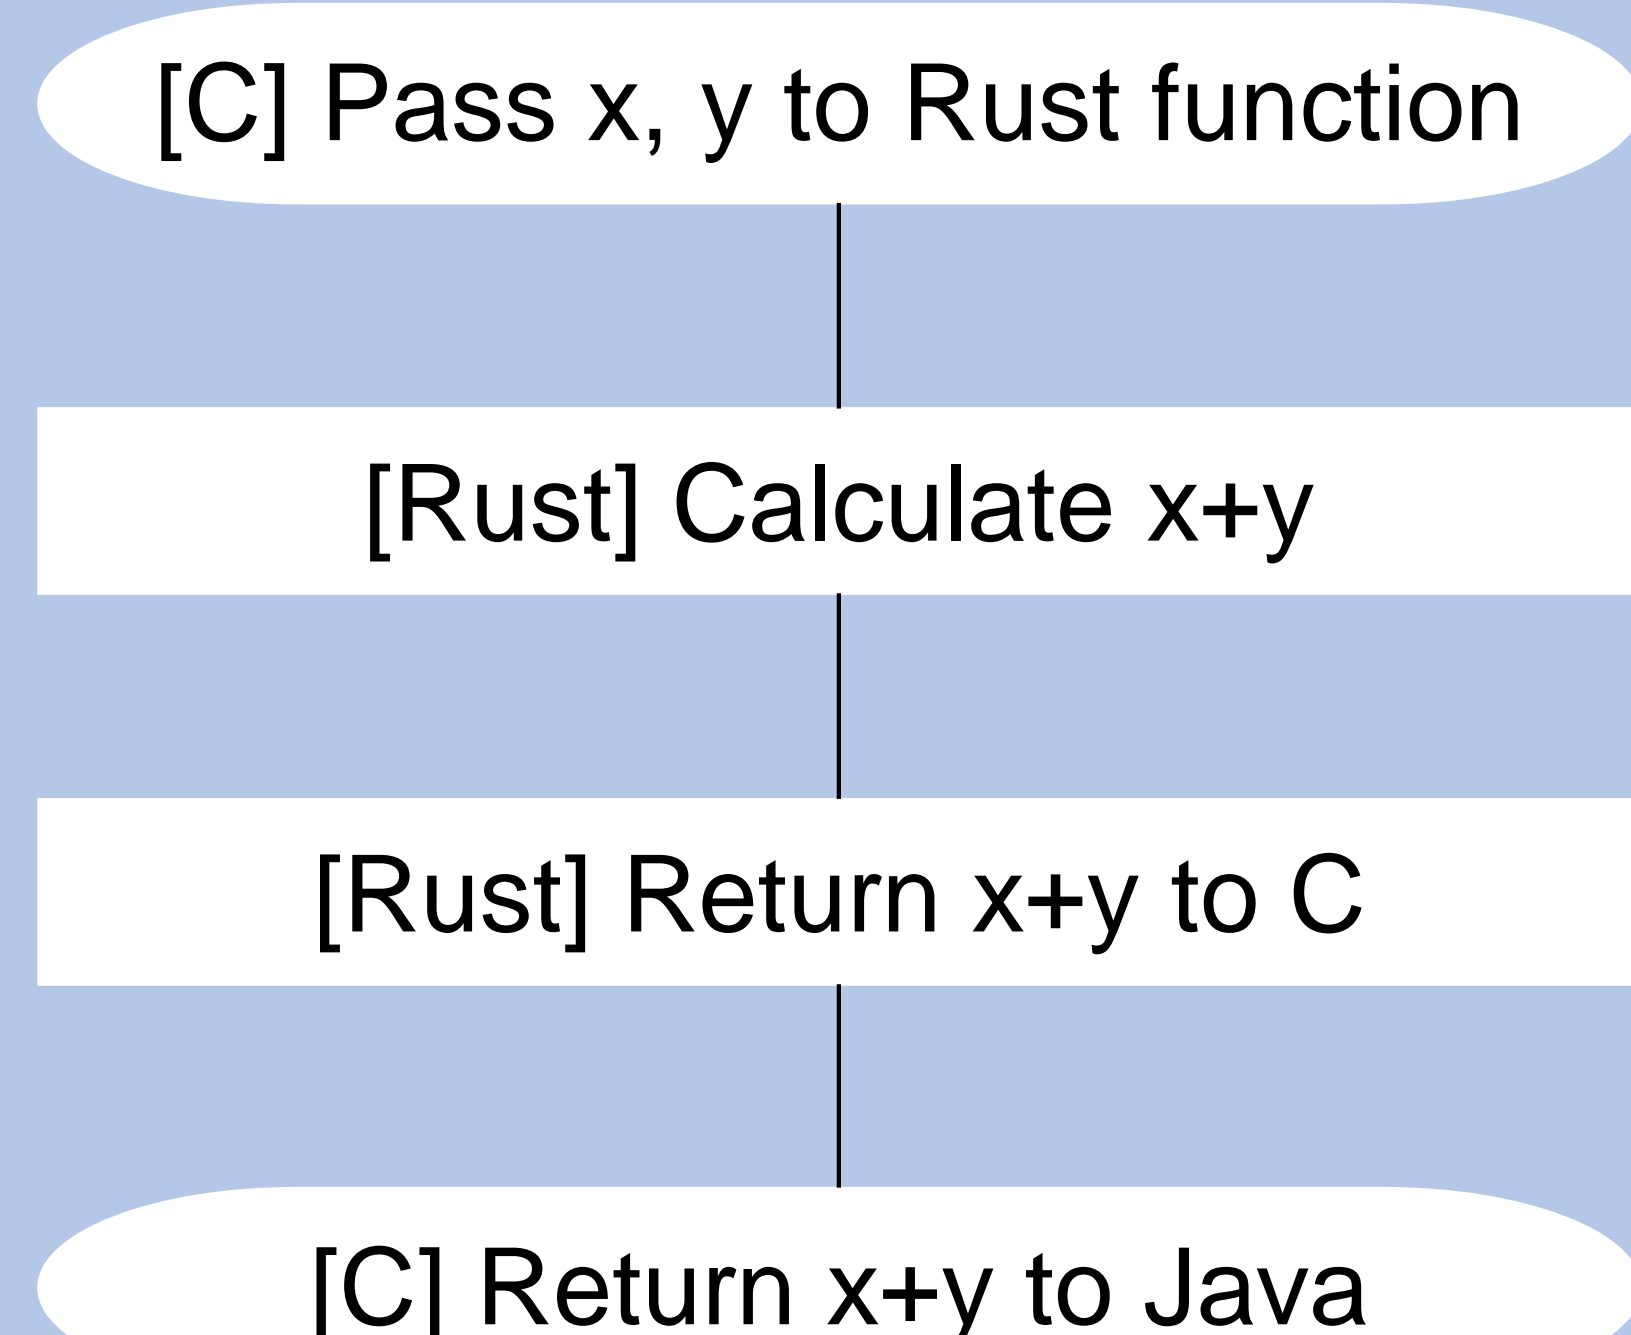 [C] Pass x, y to Rust function
[Rust] Calculate x+y
[Rust] Return x+y to C
[C] Return x+y to Java